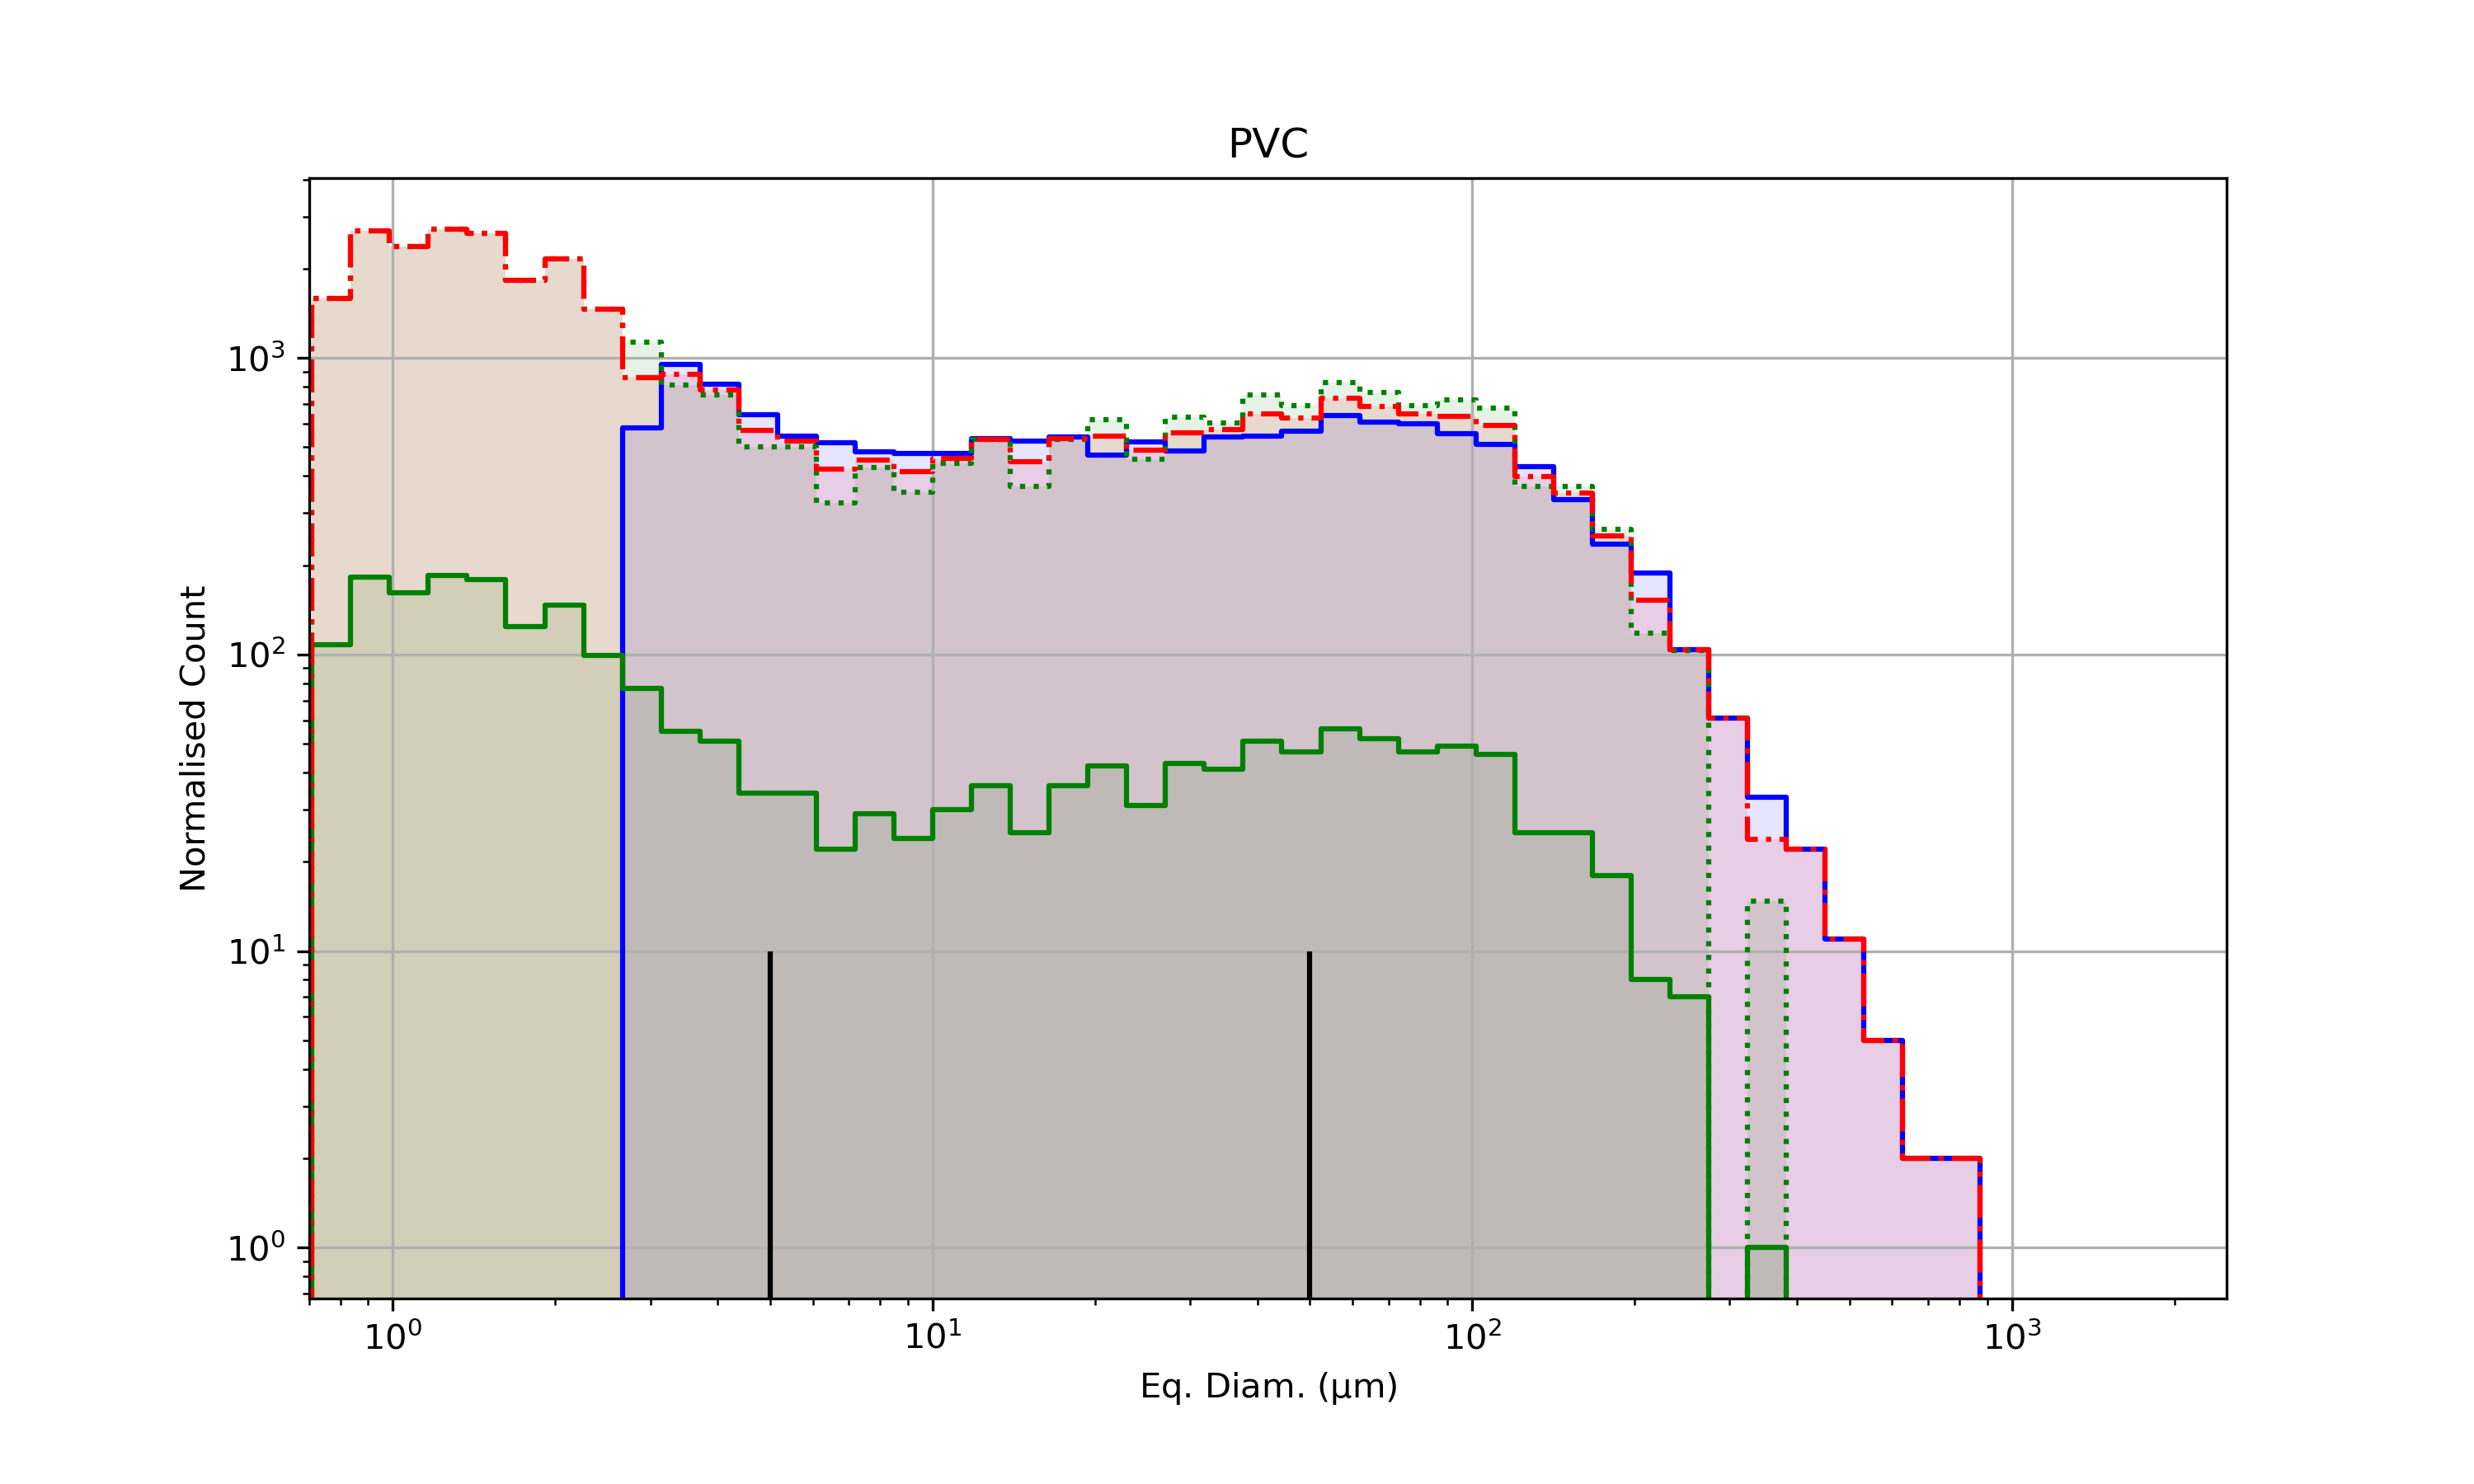 PVC
10³
10²
10¹
10⁰
Normalised Count
10⁰ 10¹ 10² 10³
Eq. Diam. (µm)